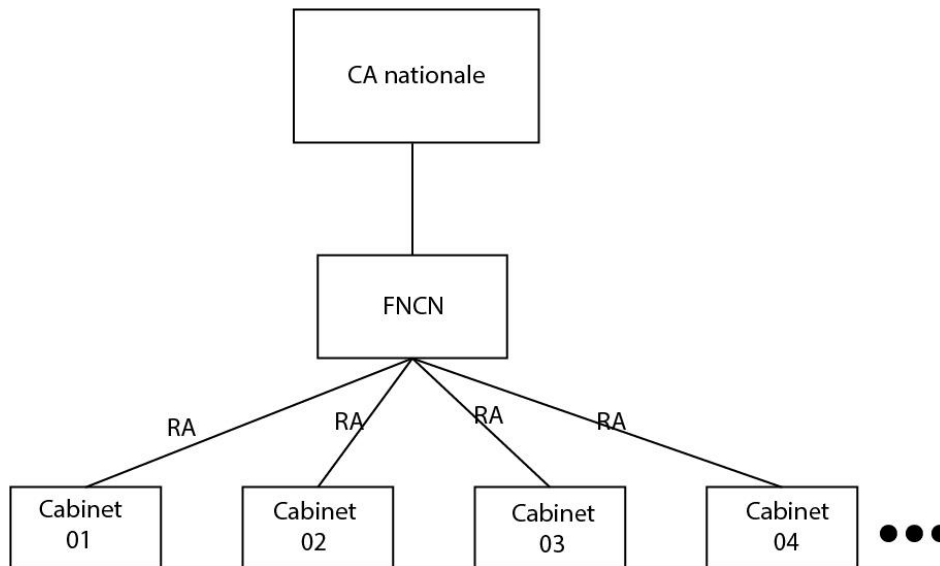 CA nationale
FNCN
RA
RA
RA
RA
Cabinet
01
Cabinet
02
Cabinet
03
Cabinet
04